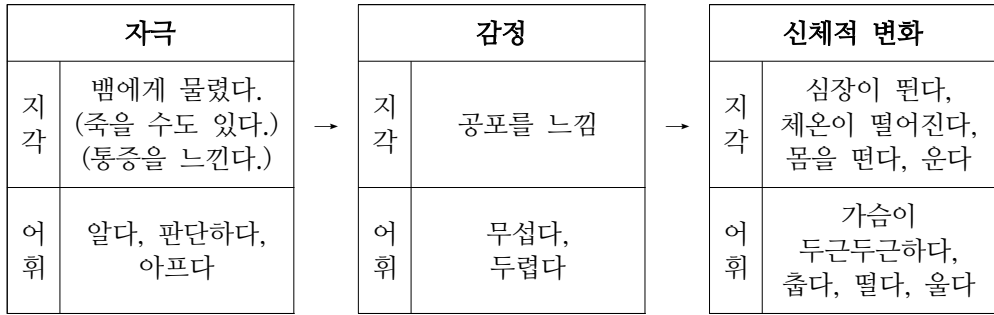 자극
지각
뱀에게 물렸다.
(죽을 수도 있다.)
(통증을 느낀다.)
어휘
알다, 판단하다,
아프다
→
감정
지각
공포를 느낌
어휘
무섭다,
두렵다
→
신체적 변화
지각
심장이 뛴다,
체온이 떨어진다,
몸을 떤다, 운다
어휘
가슴이
두근두근하다,
춥다, 떨다, 울다